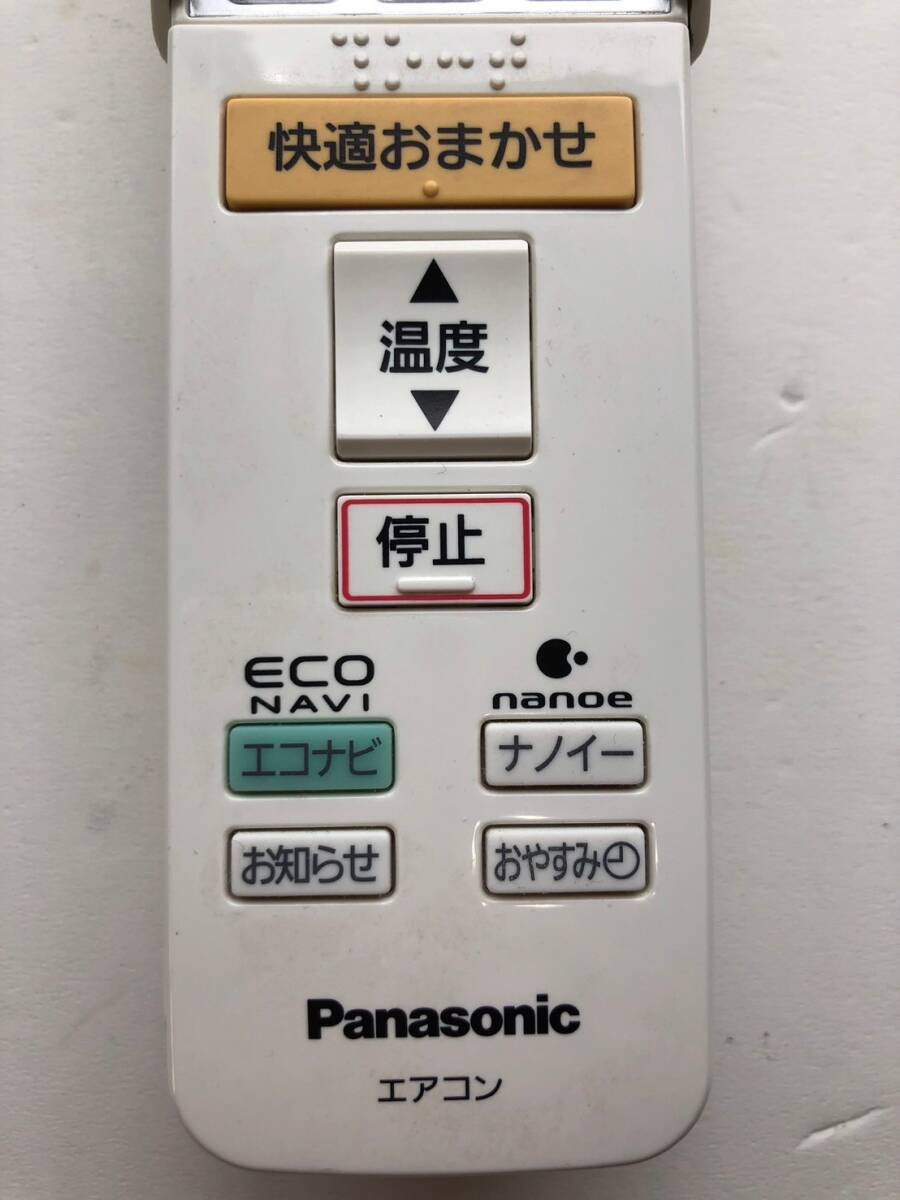 快適おまかせ
▲
温度
▼
停止
ECO
NAVI
nanoe
エコナビ
ナノイー
お知らせ
おやすみ
Panasonic
エアコン